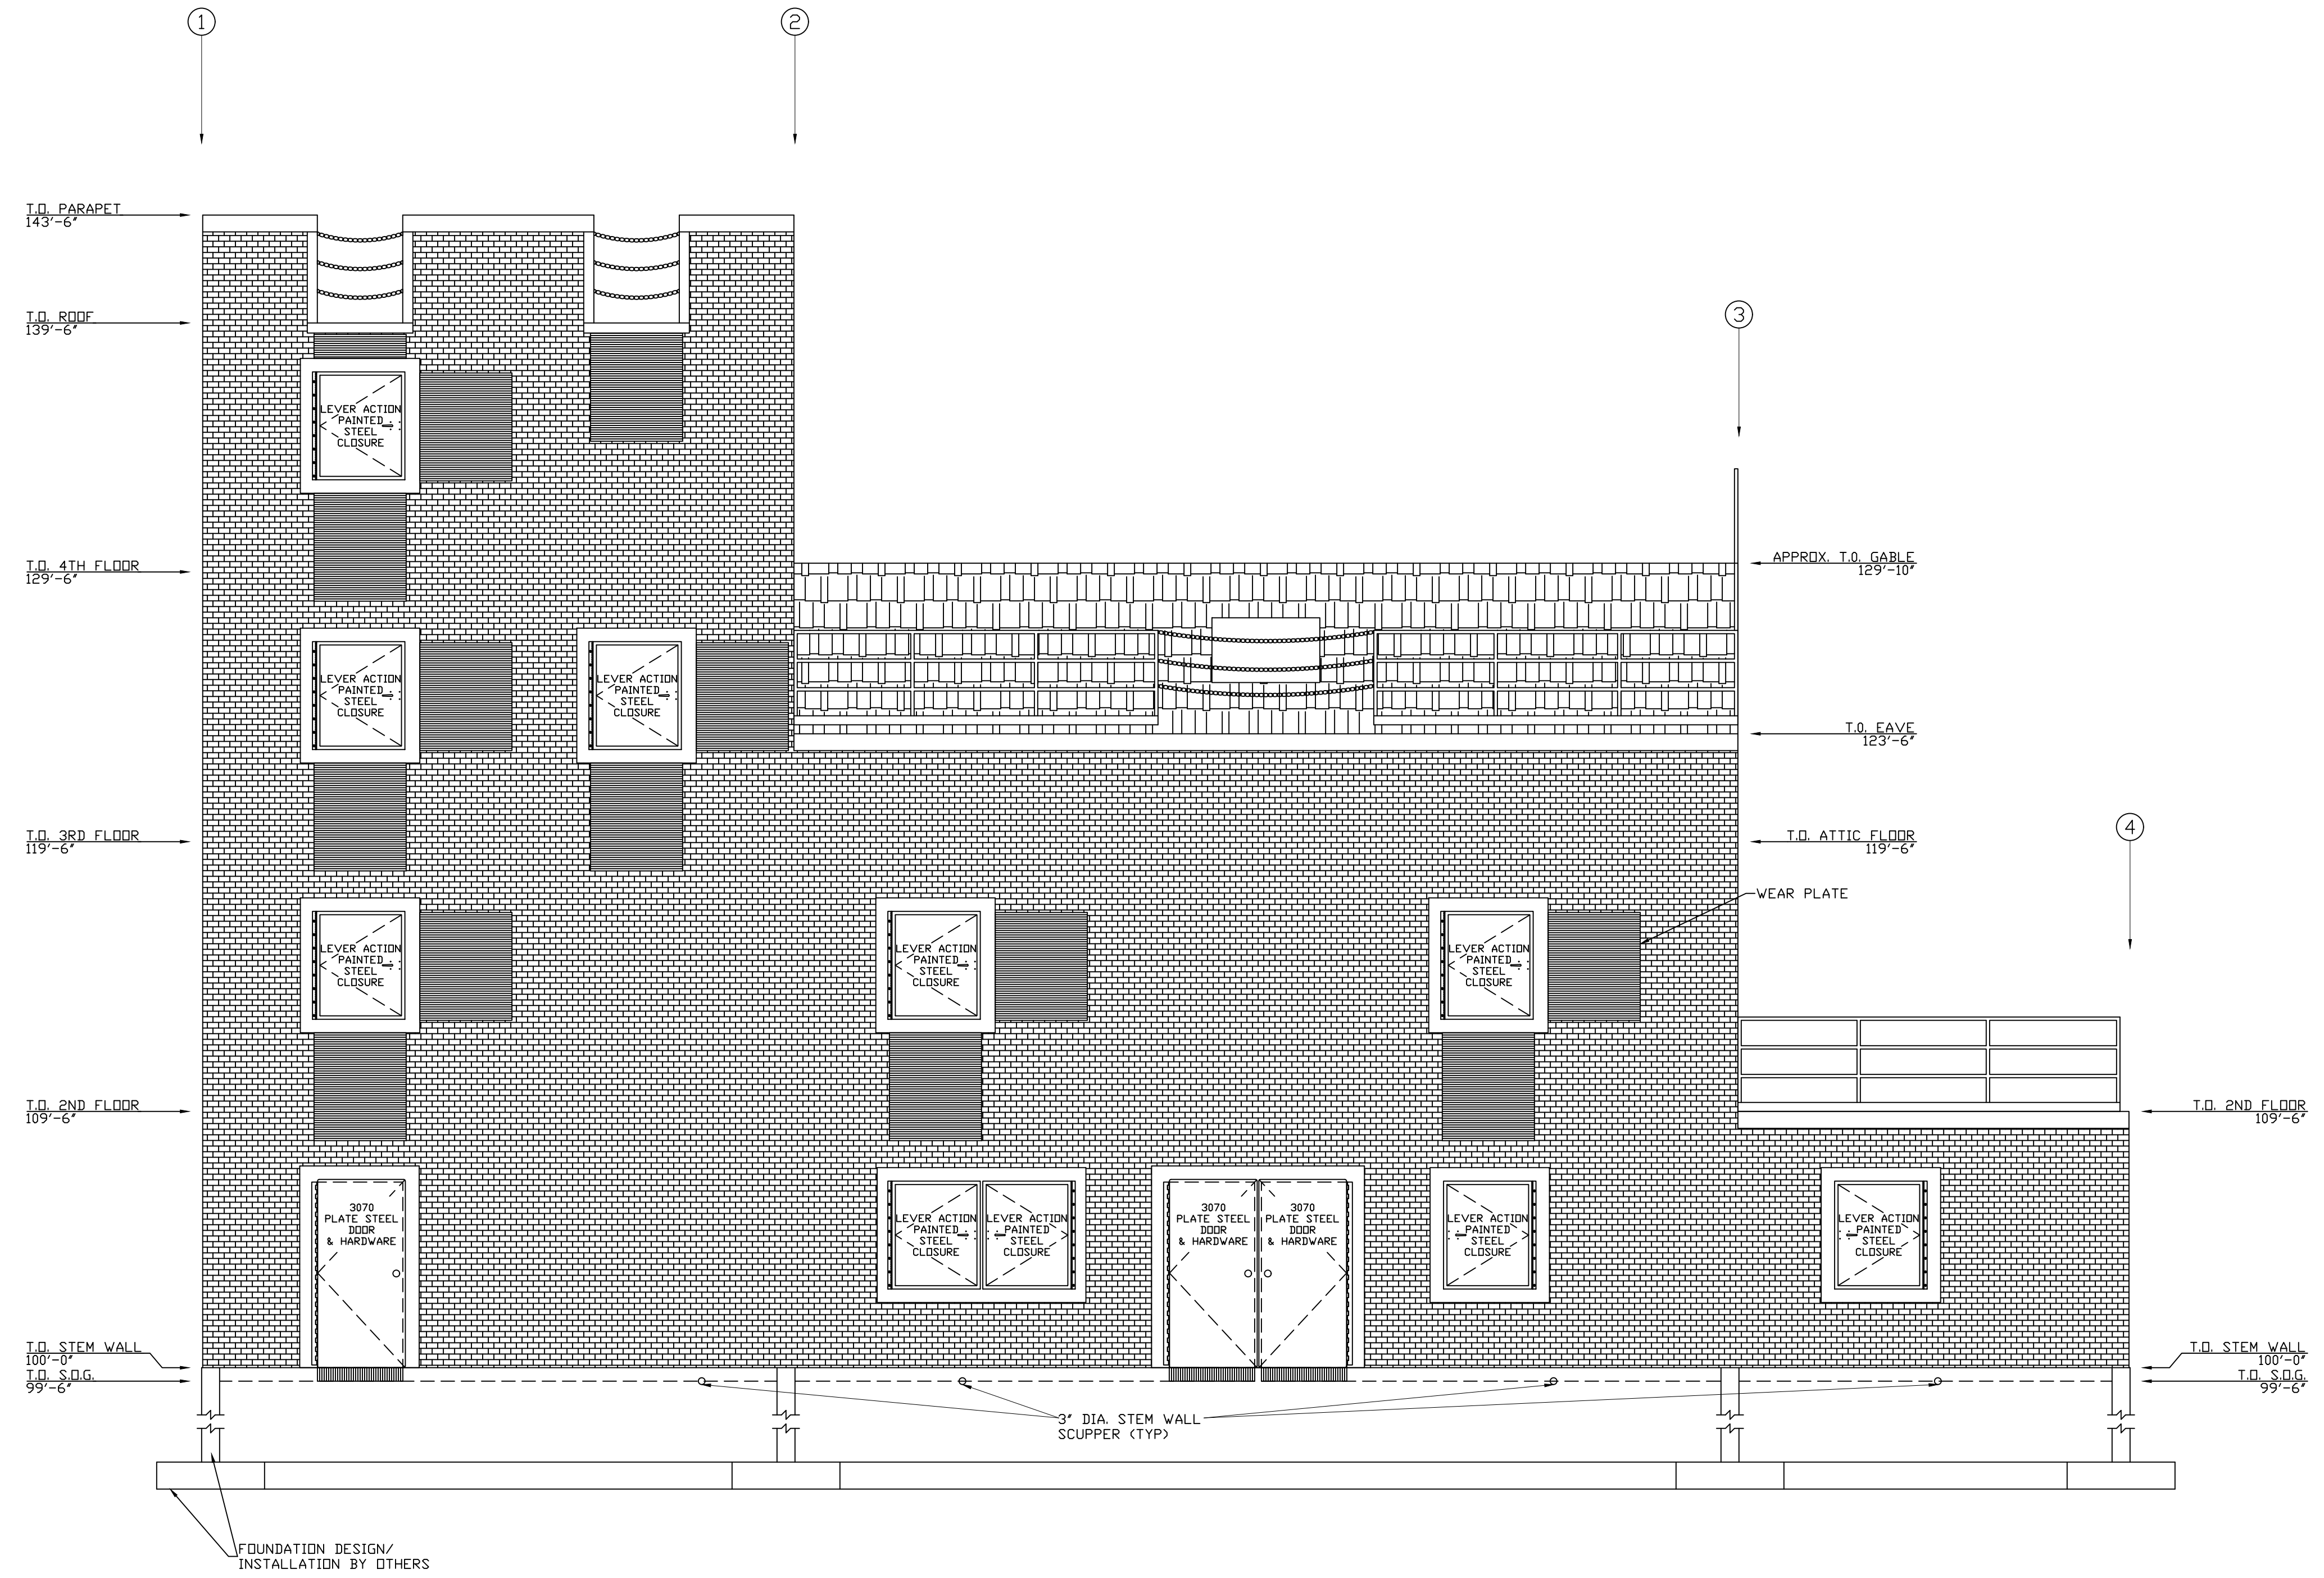 1
2
T.O. PARAPET
143'-6"
T.O. ROOF
139'-6"
3
LEVER ACTION
PAINTED
STEEL
CLOSURE
APPROX. T.O. GABLE
129'-10"
T.O. 4TH FLOOR
129'-6"
LEVER ACTION
PAINTED
STEEL
CLOSURE
LEVER ACTION
PAINTED
STEEL
CLOSURE
T.O. EAVE
123'-6"
T.O. 3RD FLOOR
119'-6"
T.O. ATTIC FLOOR
119'-6"
4
WEAR PLATE
LEVER ACTION
PAINTED
STEEL
CLOSURE
LEVER ACTION
PAINTED
STEEL
CLOSURE
LEVER ACTION
PAINTED
STEEL
CLOSURE
T.O. 2ND FLOOR
109'-6"
T.O. 2ND FLOOR
109'-6"
3070
PLATE STEEL
DOOR
& HARDWARE
LEVER ACTION
PAINTED
STEEL
CLOSURE
LEVER ACTION
PAINTED
STEEL
CLOSURE
3070
PLATE STEEL
DOOR
& HARDWARE
3070
PLATE STEEL
DOOR
& HARDWARE
LEVER ACTION
PAINTED
STEEL
CLOSURE
LEVER ACTION
PAINTED
STEEL
CLOSURE
T.O. STEM WALL
100'-0"
T.O. S.O.G.
99'-6"
T.O. STEM WALL
100'-0"
T.O. S.O.G.
99'-6"
3" DIA. STEM WALL
SCUPPER (TYP)
FOUNDATION DESIGN/
INSTALLATION BY OTHERS